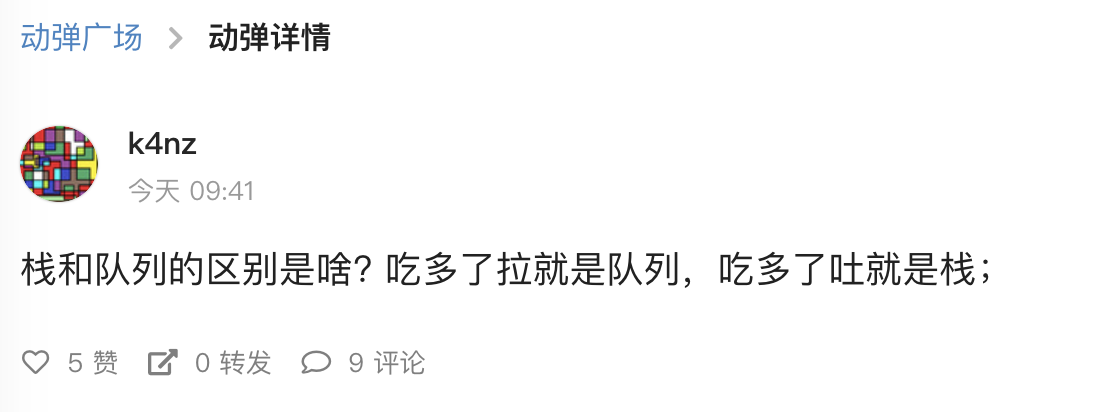 动弹广场 > 动弹详情
k4nz
今天 09:41
栈和队列的区别是啥？吃多了拉就是队列，吃多了吐就是栈；
5 赞 0 转发 9 评论